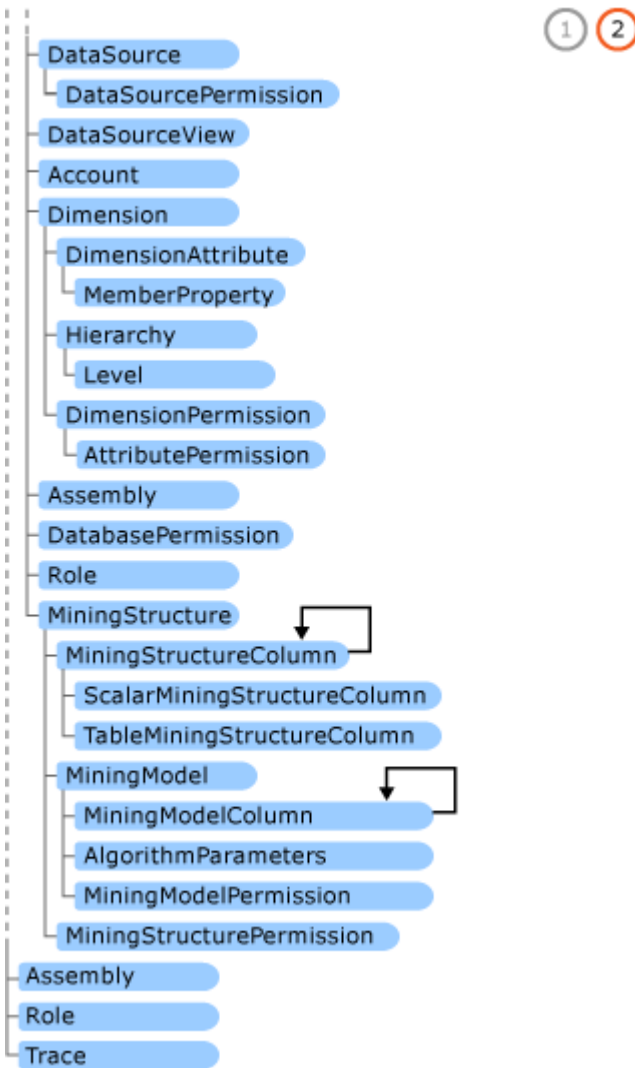 1 2
DataSource
DataSourcePermission
DataSourceView
Account
Dimension
DimensionAttribute
MemberProperty
Hierarchy
Level
DimensionPermission
AttributePermission
Assembly
DatabasePermission
Role
MiningStructure
MiningStructureColumn
ScalarMiningStructureColumn
TableMiningStructureColumn
MiningModel
MiningModelColumn
AlgorithmParameters
MiningModelPermission
MiningStructurePermission
Assembly
Role
Trace